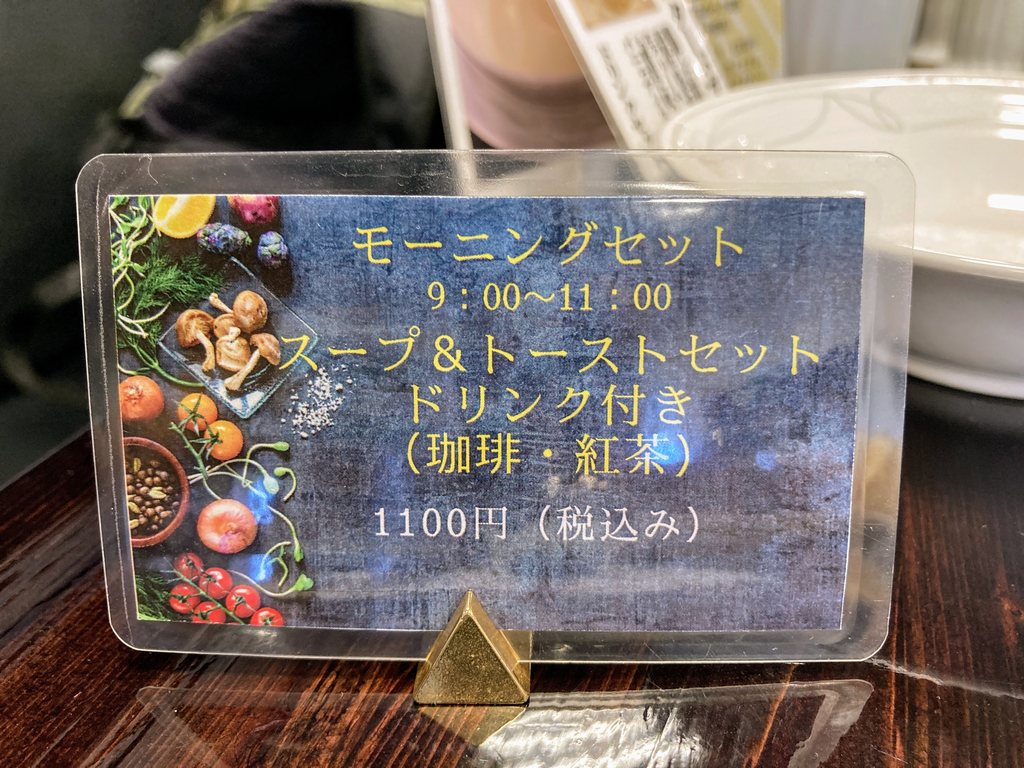 モーニングセット
9：00～11：00
スープ＆トーストセット
ドリンク付き
（珈琲・紅茶）
1100円（税込み）